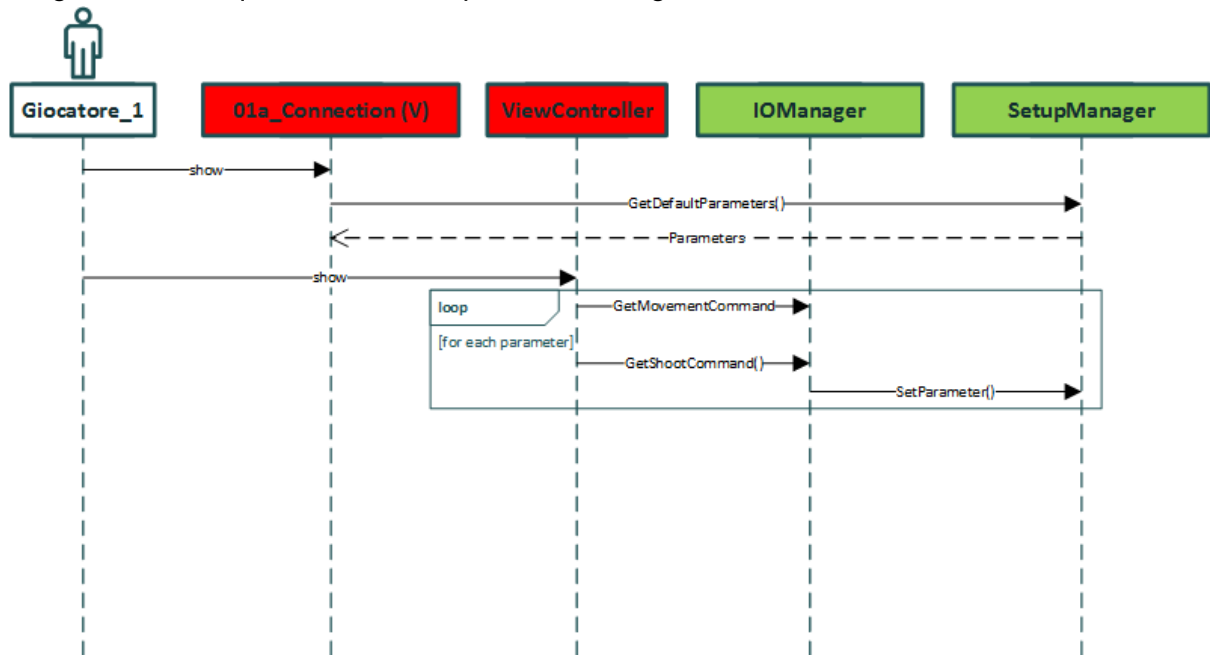 Giocatore_1
01a_Connection (V)
ViewController
IOManager
SetupManager
show
GetDefaultParameters()
Parameters
show
loop
GetMovementCommand
[for each parameter]
GetShootCommand()
SetParameter()